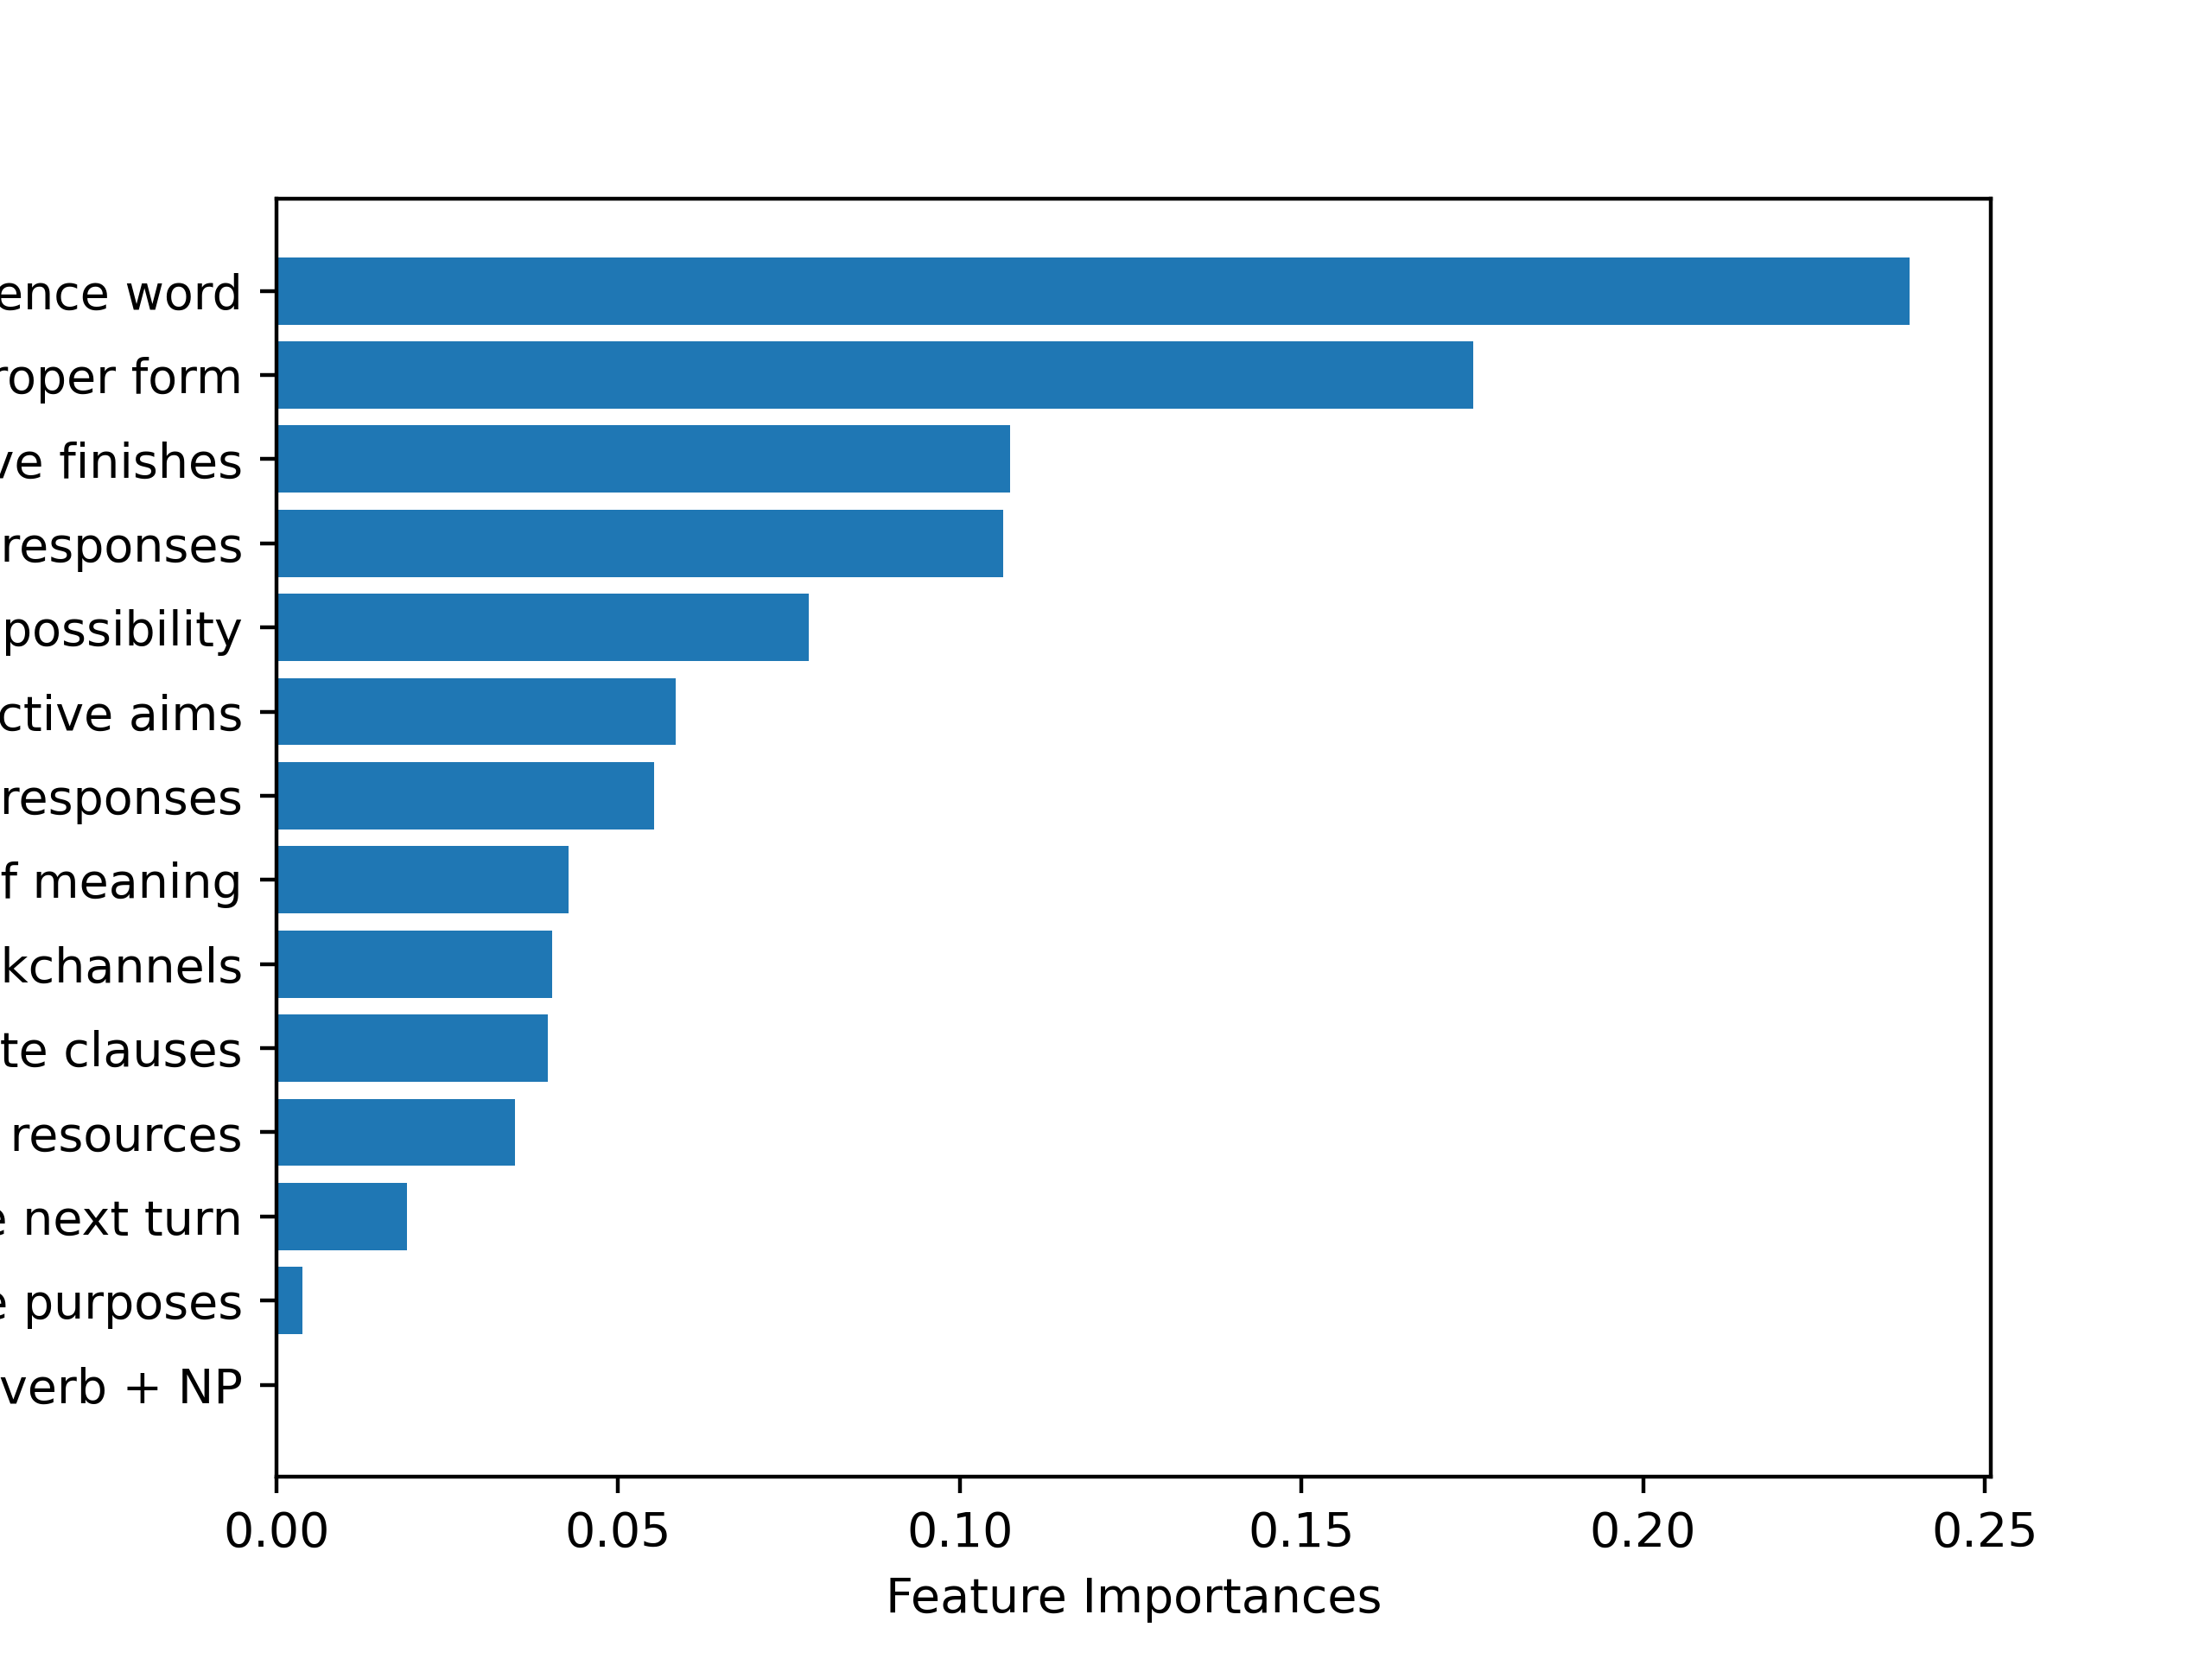 ence word
roper form
ve finishes
responses
possibility
ctive aims
responses
f meaning
kchannels
te clauses
resources
e next turn
e purposes
verb + NP
0.00 0.05 0.10 0.15 0.20 0.25
Feature Importances